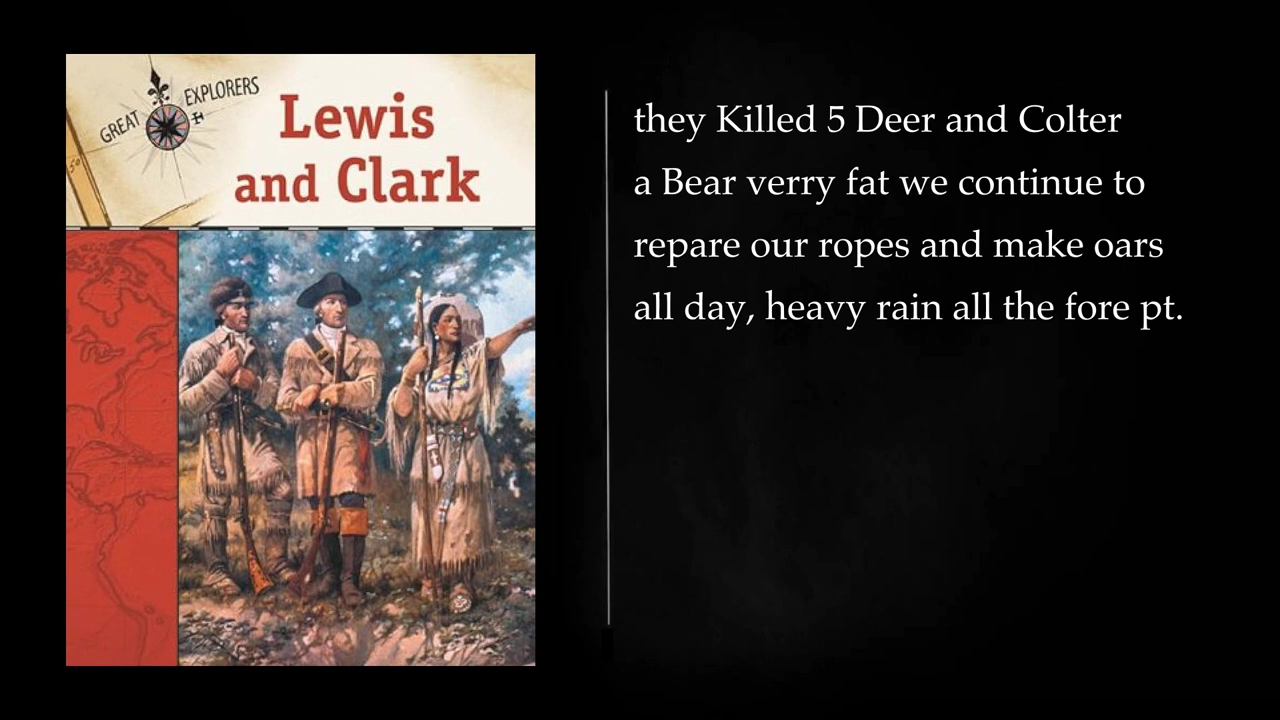 GREAT EXPLORERS
Lewis
and Clark
they Killed 5 Deer and Colter
a Bear verry fat we continue to
repare our ropes and make oars
all day, heavy rain all the fore pt.